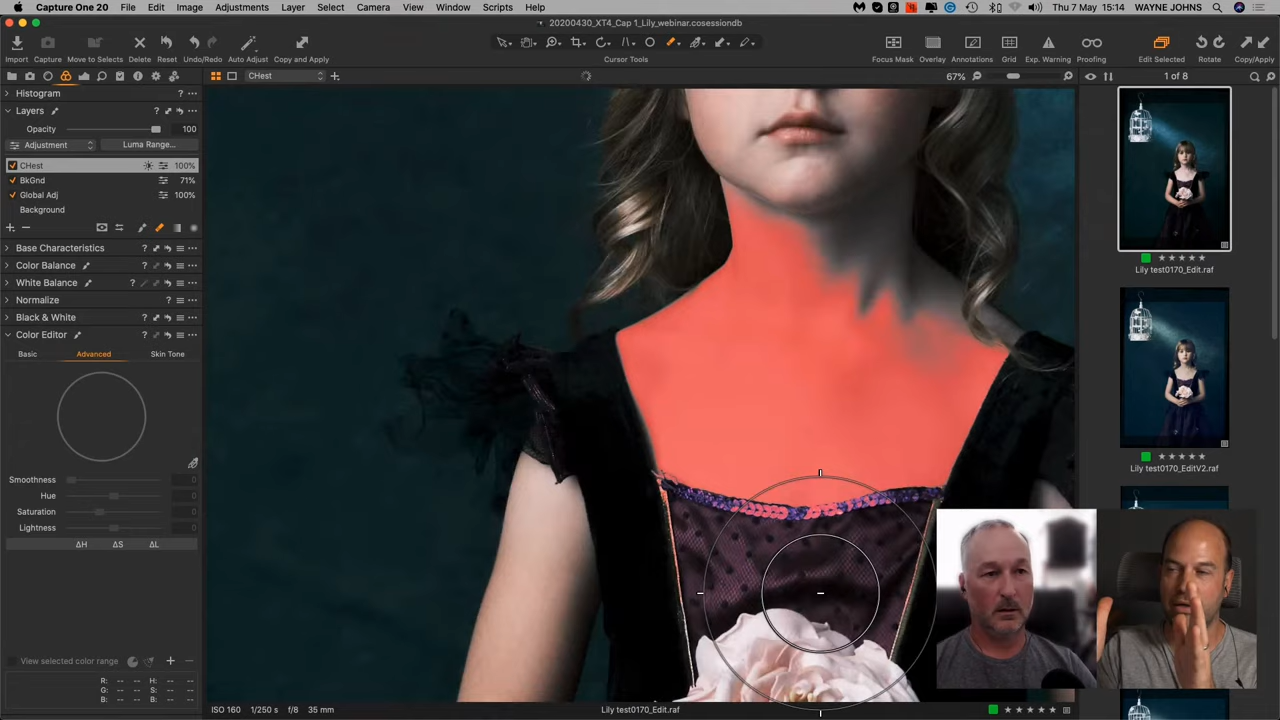 Capture One 20 File Edit Image Adjustments Layer Select Camera View Window Scripts Help Thu 7 May 15:14 WAYNE JOHNS
20200430_XT4_Cap 1_Lily_webinar.cosessiondb
Import Capture Move to Selects Delete Reset Undo/Redo Auto Adjust Copy and Apply Cursor Tools Focus Mask Overlay Annotations Grid Exp. Warning Proofing Edit Selected Rotate Copy/Apply
CHest 67% 1 of 8
Histogram
Layers
Opacity 100
Adjustment Luma Range...
CHest 100%
BkGnd 71%
Global Adj 100%
Background
Base Characteristics
Color Balance
White Balance
Normalize
Black & White
Color Editor
Basic Advanced Skin Tone
Smoothness 0
Hue 0
Saturation 0
Lightness 0
ΔH ΔS ΔL
View selected color range
R: -- -- H: --
G: -- -- S: --
B: -- -- L: --
ISO 160 1/250 s f/8 35 mm Lily test0170_Edit.raf
Lily test0170_Edit.raf
Lily test0170_EditV2.raf